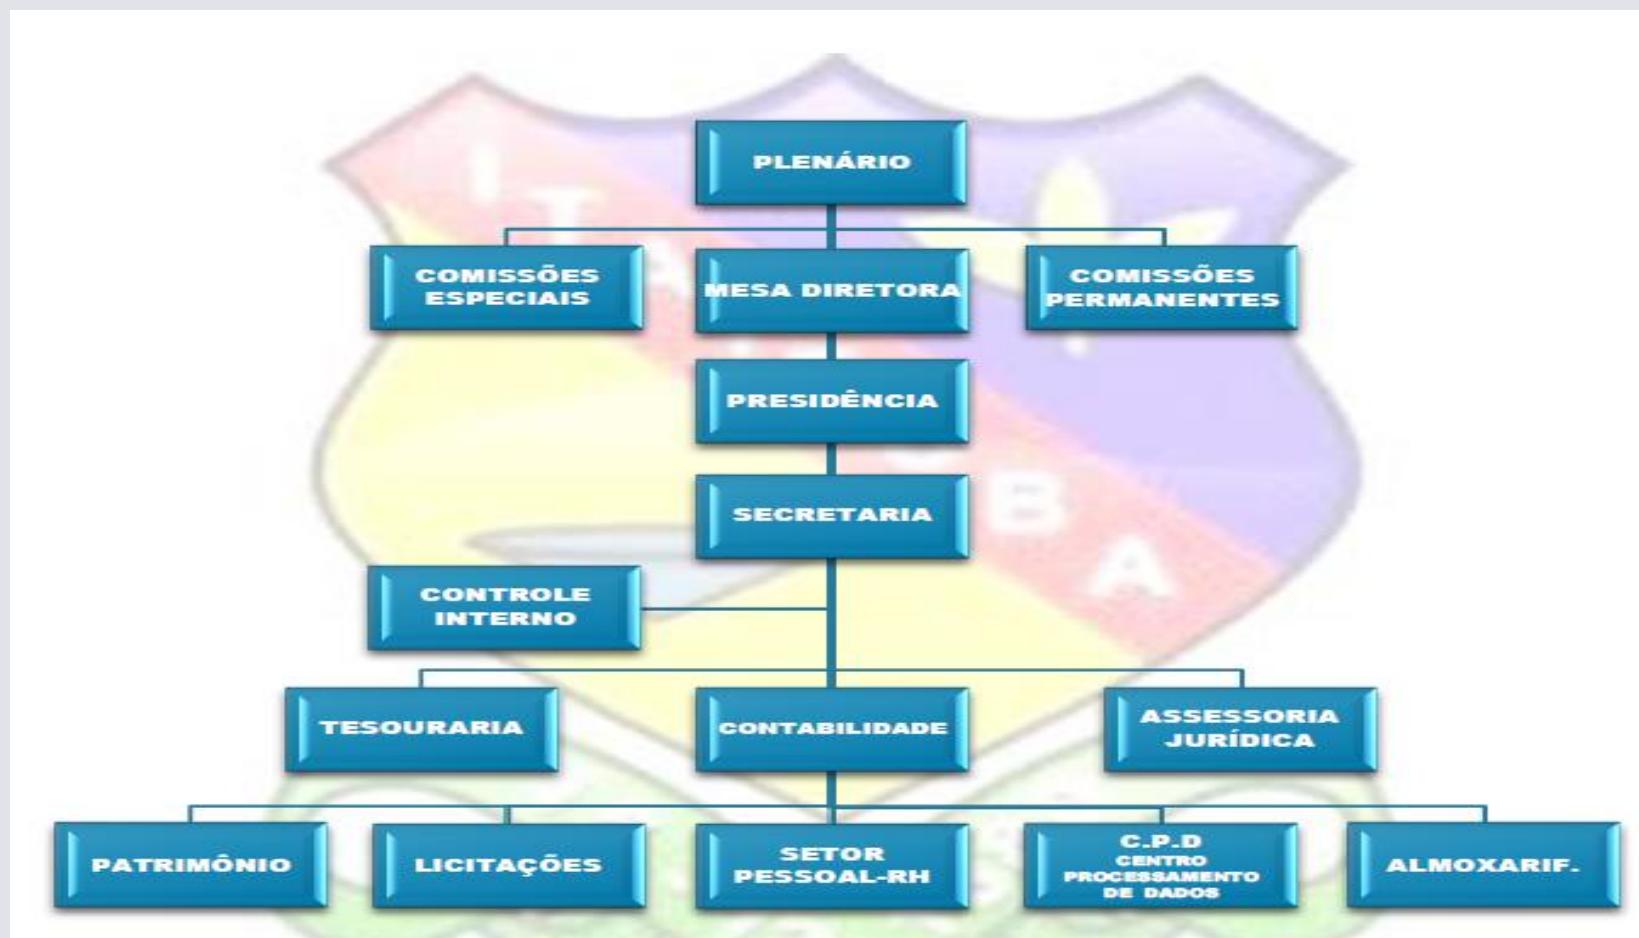 PLENÁRIO
COMISSÕES
ESPECIAIS
MESA DIRETORA
COMISSÕES
PERMANENTES
PRESIDÊNCIA
SECRETARIA
CONTROLE
INTERNO
TESOURARIA
CONTABILIDADE
ASSESSORIA
JURÍDICA
PATRIMÔNIO
LICITAÇÕES
SETOR
PESSOAL-RH
C.P.D
CENTRO
PROCESSAMENTO
DE DADOS
ALMOXARIF.